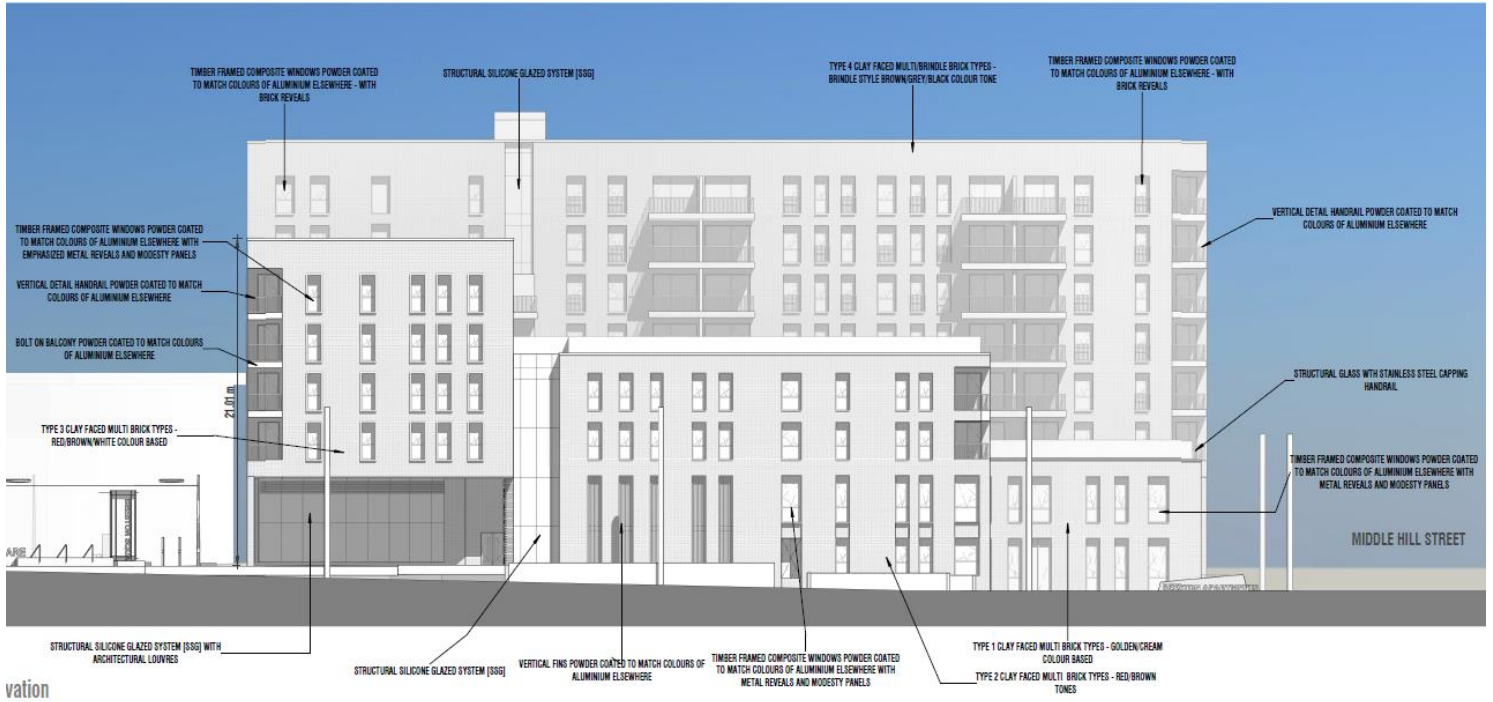 TIMBER FRAMED COMPOSITE WINDOWS POWDER COATED
TO MATCH COLOURS OF ALUMINIUM ELSEWHERE - WITH
BRICK REVEALS
STRUCTURAL SILICONE GLAZED SYSTEM [SSG]
TYPE 4 CLAY FACED MULTI/BRINDLE BRICK TYPES -
BRINDLE STYLE BROWN/GREY/BLACK COLOUR TONE
TIMBER FRAMED COMPOSITE WINDOWS POWDER COATED
TO MATCH COLOURS OF ALUMINIUM ELSEWHERE - WITH
BRICK REVEALS
TIMBER FRAMED COMPOSITE WINDOWS POWDER COATED
TO MATCH COLOURS OF ALUMINIUM ELSEWHERE WITH
EMPHASIZED METAL REVEALS AND MODESTY PANELS
VERTICAL DETAIL HANDRAIL POWDER COATED TO MATCH
COLOURS OF ALUMINIUM ELSEWHERE
VERTICAL DETAIL HANDRAIL POWDER COATED TO MATCH
COLOURS OF ALUMINIUM ELSEWHERE
BOLT ON BALCONY POWDER COATED TO MATCH COLOURS
OF ALUMINIUM ELSEWHERE
21.01 m
STRUCTURAL GLASS WTH STAINLESS STEEL CAPPING
HANDRAIL
TYPE 3 CLAY FACED MULTI BRICK TYPES -
RED/BROWN/WHITE COLOUR BASED
TIMBER FRAMED COMPOSITE WINDOWS POWDER COATED
TO MATCH COLOURS OF ALUMINIUM ELSEWHERE WITH
METAL REVEALS AND MODESTY PANELS
MIDDLE HILL STREET
ARE
STRUCTURAL SILICONE GLAZED SYSTEM [SSG] WITH
ARCHITECTURAL LOUVRES
STRUCTURAL SILICONE GLAZED SYSTEM [SSG]
VERTICAL FINS POWDER COATED TO MATCH COLOURS OF
ALUMINIUM ELSEWHERE
TIMBER FRAMED COMPOSITE WINDOWS POWDER COATED
TO MATCH COLOURS OF ALUMINIUM ELSEWHERE WITH
METAL REVEALS AND MODESTY PANELS
TYPE 1 CLAY FACED MULTI BRICK TYPES - GOLDEN/CREAM
COLOUR BASED
TYPE 2 CLAY FACED MULTI BRICK TYPES - RED/BROWN
TONES
vation